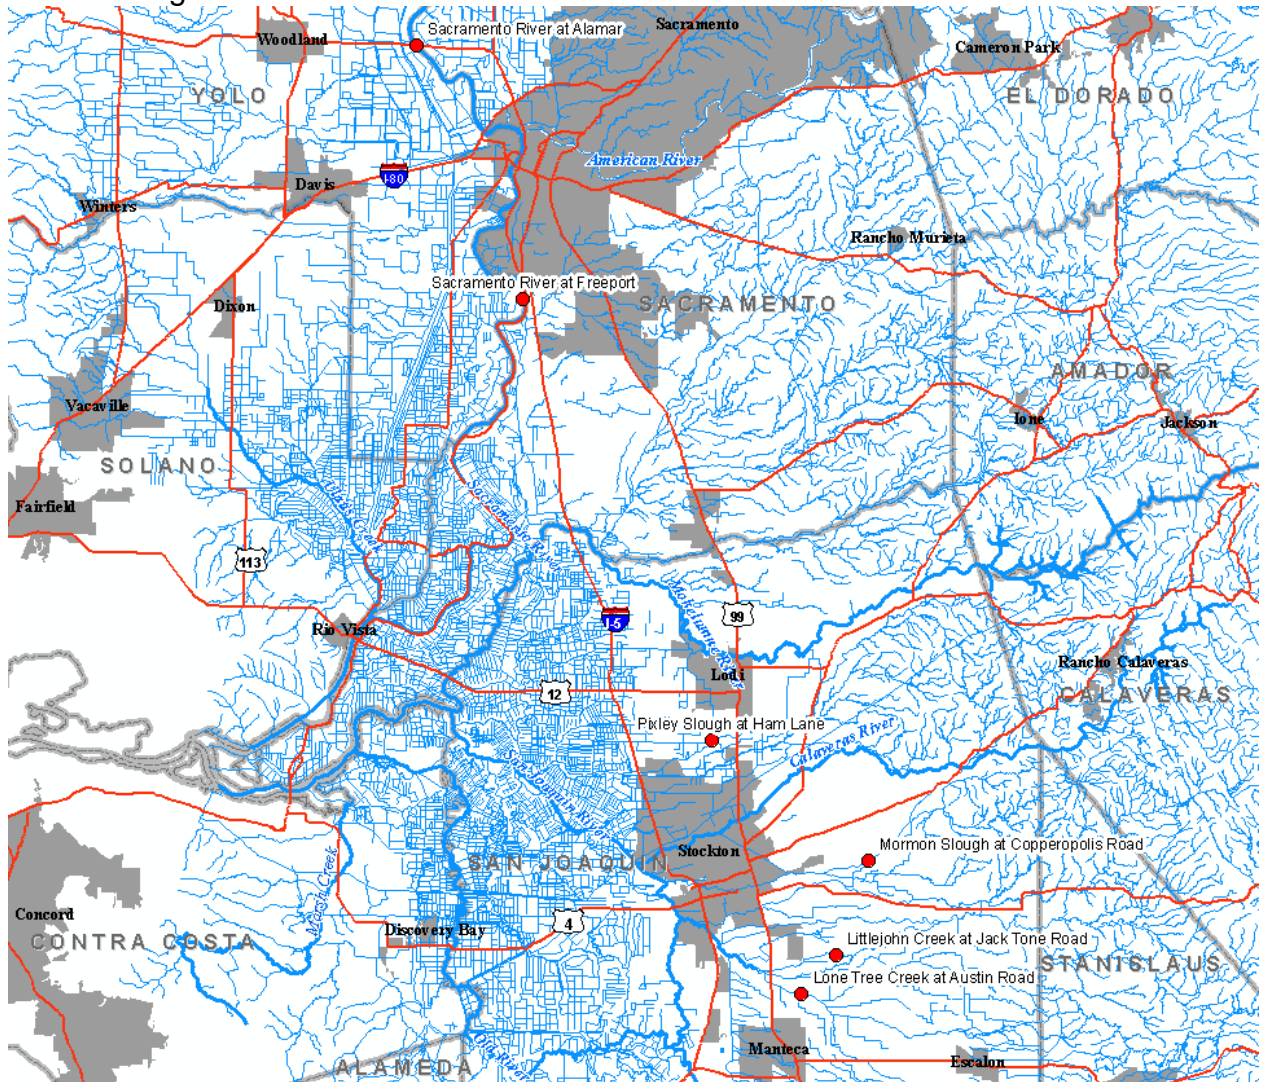 Sacramento River at Alamar
Sacramento
Woodland
Cameron Park
YOLO
EL DORADO
American River
I-80
Davis
Winters
Rancho Murieta
Sacramento River at Freeport
SACRAMENTO
Dixon
AMADOR
Vacaville
Ione
Jackson
SOLANO
Fairfield
Sacramento River
113
I-5
99
Mokelumne River
Rio Vista
Lodi
Rancho Calaveras
CALAVERAS
12
Pixley Slough at Ham Lane
Calaveras River
San Joaquin River
Mormon Slough at Copperopolis Road
Stockton
SAN JOAQUIN
Marsh Creek
Concord
4
Discovery Bay
CONTRA COSTA
Littlejohn Creek at Jack Tone Road
STANISLAUS
Lone Tree Creek at Austin Road
Old River
Manteca
Escalon
ALAMEDA